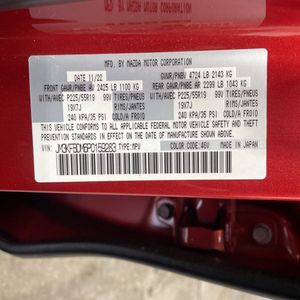 MFD. BY MAZDA MOTOR CORPORATION
DATE 11/22 GVWR/PNBV 4724 LB 2143 KG
FRONT GAWR/PNBE AV 2425 LB 1100 KG REAR GAWR/PNBE AR 2299 LB 1043 KG
WITH/AVEC P225/55R19 99V TIRES/PNEUS WITH/AVEC P225/55R19 99V TIRES/PNEUS
19X7J RIMS/JANTES 19X7J RIMS/JANTES
AT/A 240 KPA/35 PSI COLD/A FROID AT/A 240 KPA/35 PSI COLD/A FROID
THIS VEHICLE CONFORMS TO ALL APPLICABLE FEDERAL MOTOR VEHICLE
SAFETY AND THEFT PREVENTION STANDARDS IN
EFFECT ON THE DATE OF MANUFACTURE SHOWN ABOVE.
VIN: TYPE: MPV
COLOR CODE: 46V MADE IN JAPAN